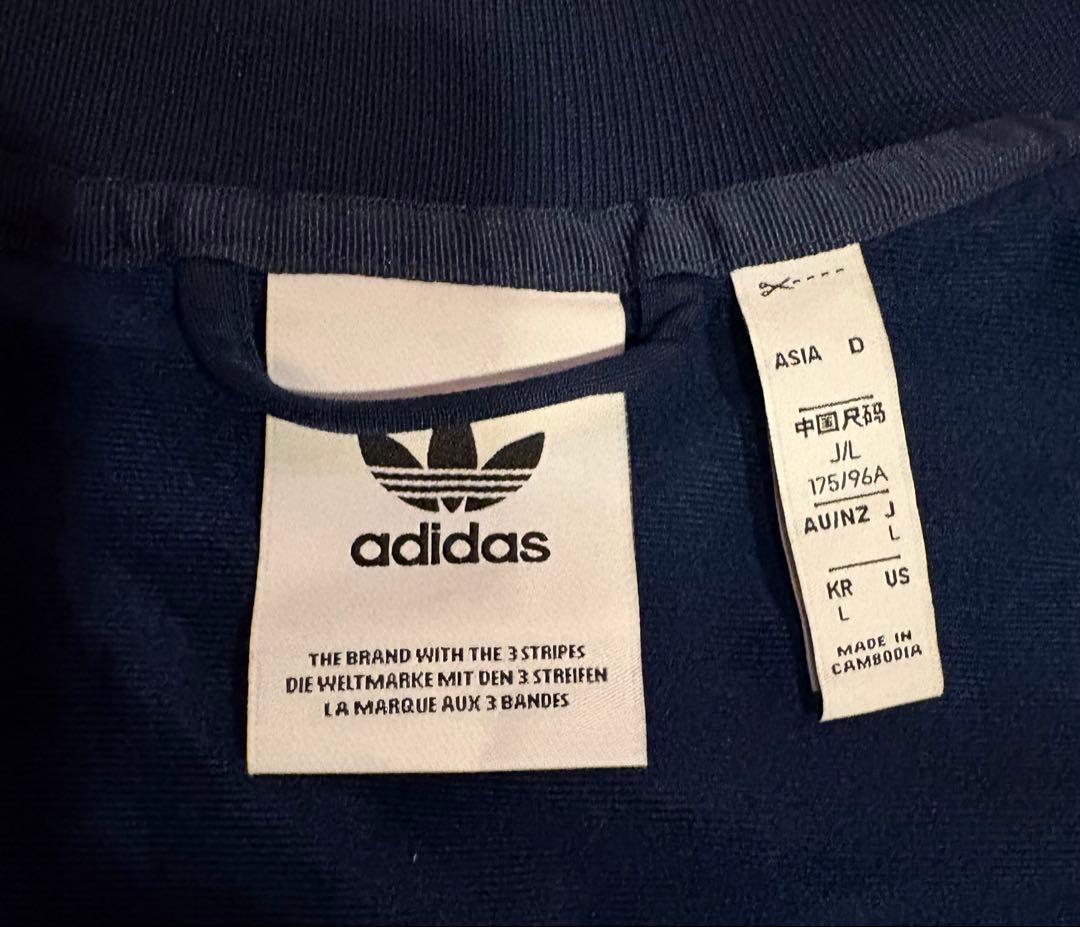 adidas
THE BRAND WITH THE 3 STRIPES
DIE WELTMARKE MIT DEN 3 STREIFEN
LA MARQUE AUX 3 BANDES
ASIA D
中国尺码
J/L
175/96A
AU/NZ J
L
KR US
L
MADE IN
CAMBODIA